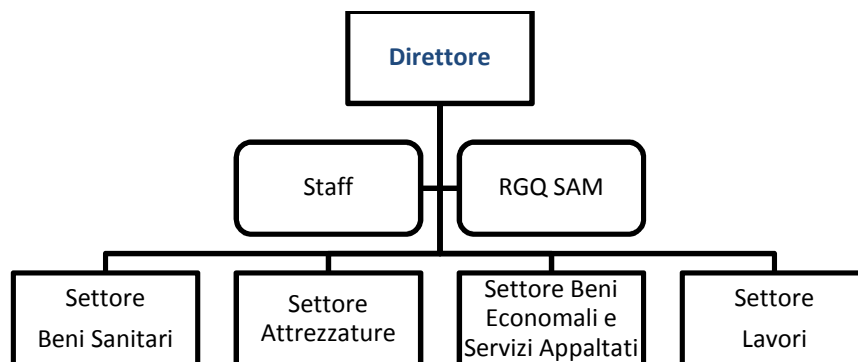 Direttore
Staff
RGQ SAM
Settore
Beni Sanitari
Settore
Attrezzature
Settore Beni
Economali e
Servizi Appaltati
Settore
Lavori